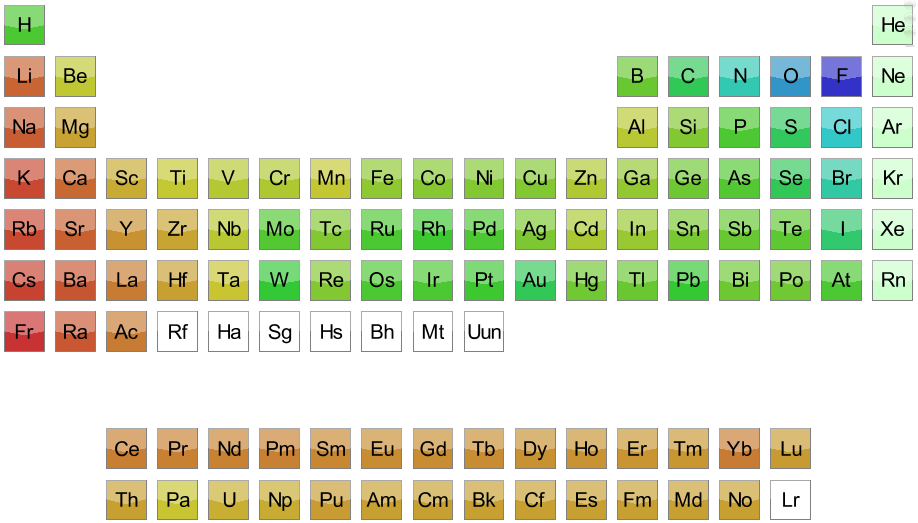 H He
Li Be B C N O F Ne
Na Mg Al Si P S Cl Ar
K Ca Sc Ti V Cr Mn Fe Co Ni Cu Zn Ga Ge As Se Br Kr
Rb Sr Y Zr Nb Mo Tc Ru Rh Pd Ag Cd In Sn Sb Te I Xe
Cs Ba La Hf Ta W Re Os Ir Pt Au Hg Tl Pb Bi Po At Rn
Fr Ra Ac Rf Ha Sg Hs Bh Mt Uun
Ce Pr Nd Pm Sm Eu Gd Tb Dy Ho Er Tm Yb Lu
Th Pa U Np Pu Am Cm Bk Cf Es Fm Md No Lr